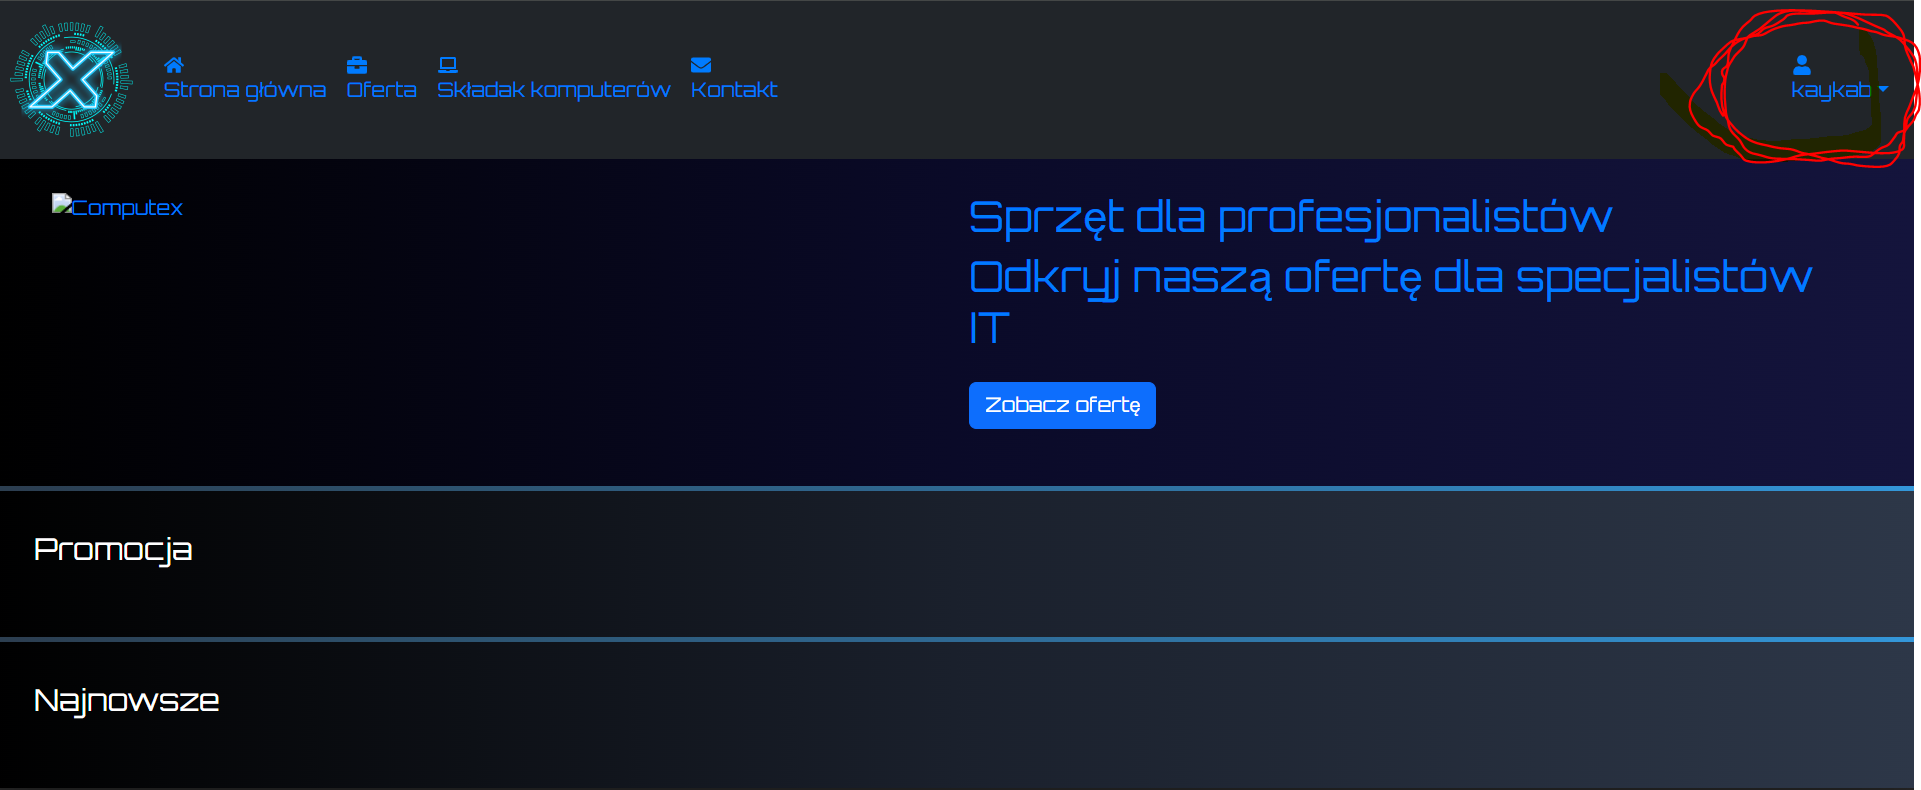 Strona główna
Oferta
Składak komputerów
Kontakt
kaykab
Computex
Sprzęt dla profesjonalistów
Odkryj naszą ofertę dla specjalistów
IT
Zobacz ofertę
Promocja
Najnowsze